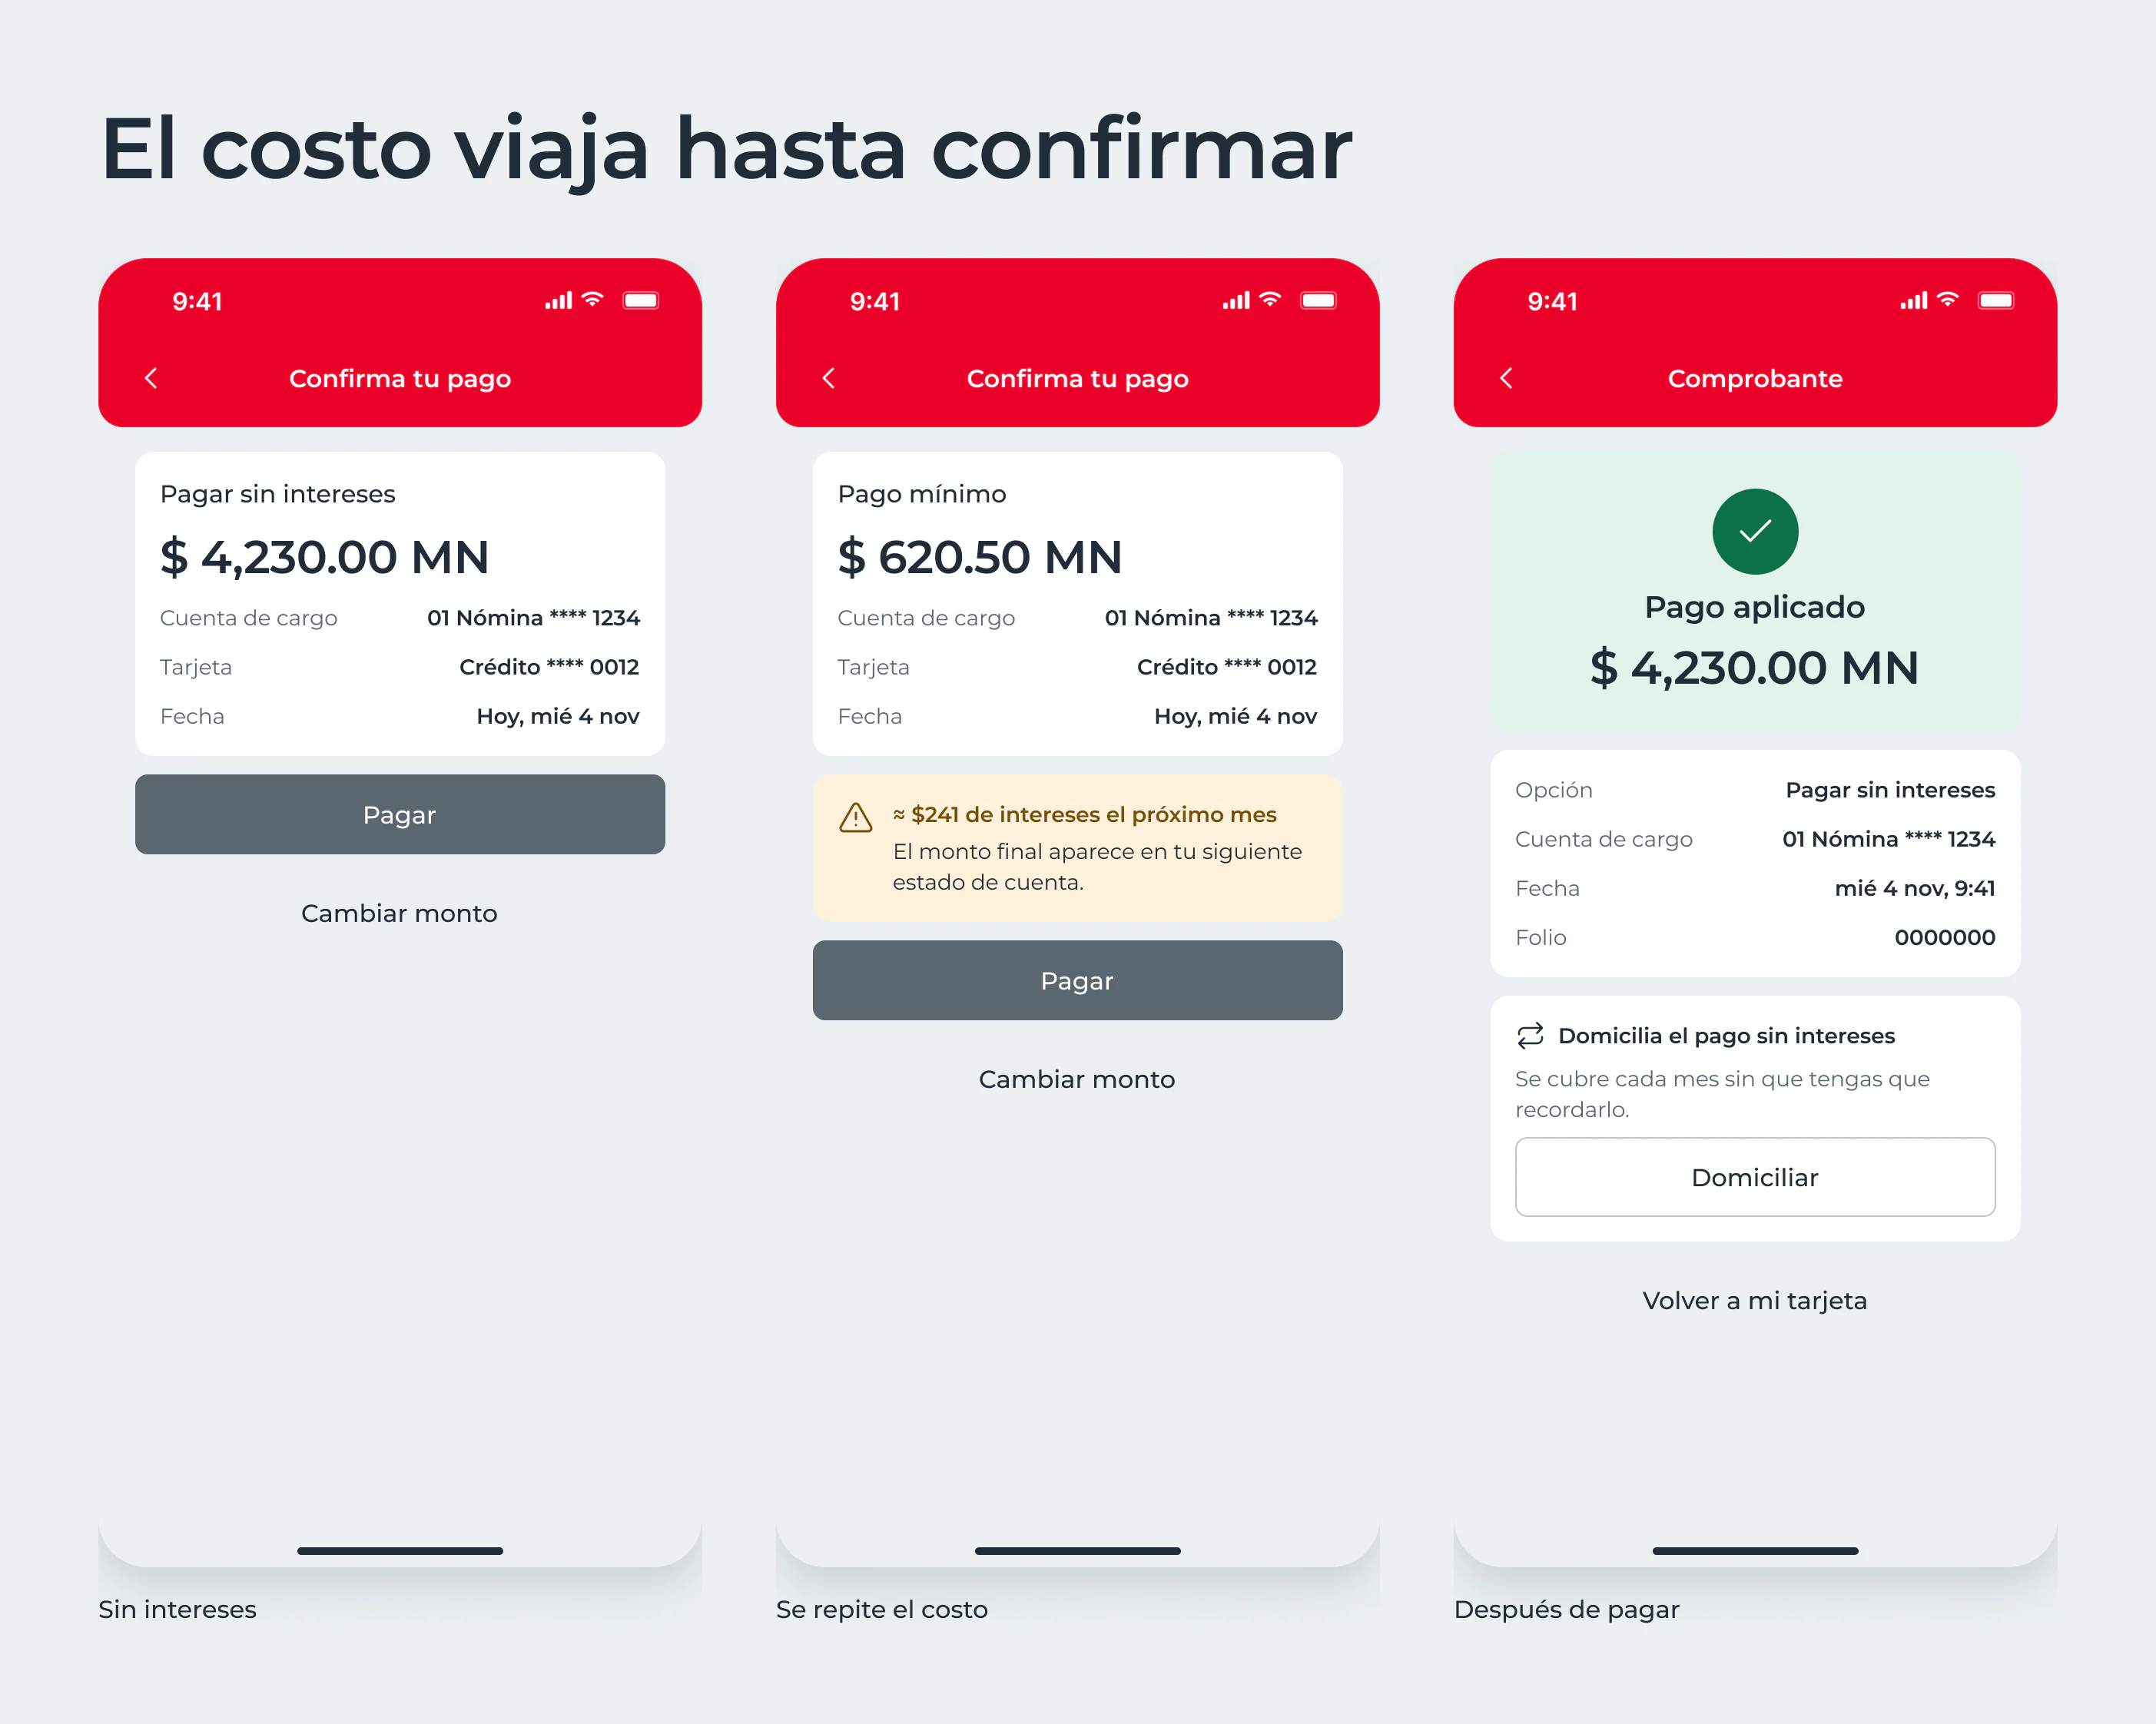 El costo viaja hasta confirmar
9:41
Confirma tu pago
Pagar sin intereses
$ 4,230.00 MN
Cuenta de cargo 01 Nómina **** 1234
Tarjeta Crédito **** 0012
Fecha Hoy, mié 4 nov
Pagar
Cambiar monto
Sin intereses
9:41
Confirma tu pago
Pago mínimo
$ 620.50 MN
Cuenta de cargo 01 Nómina **** 1234
Tarjeta Crédito **** 0012
Fecha Hoy, mié 4 nov
≈ $241 de intereses el próximo mes
El monto final aparece en tu siguiente
estado de cuenta.
Pagar
Cambiar monto
Se repite el costo
9:41
Comprobante
Pago aplicado
$ 4,230.00 MN
Opción Pagar sin intereses
Cuenta de cargo 01 Nómina **** 1234
Fecha mié 4 nov, 9:41
Folio 0000000
Domicilia el pago sin intereses
Se cubre cada mes sin que tengas que
recordarlo.
Domiciliar
Volver a mi tarjeta
Después de pagar